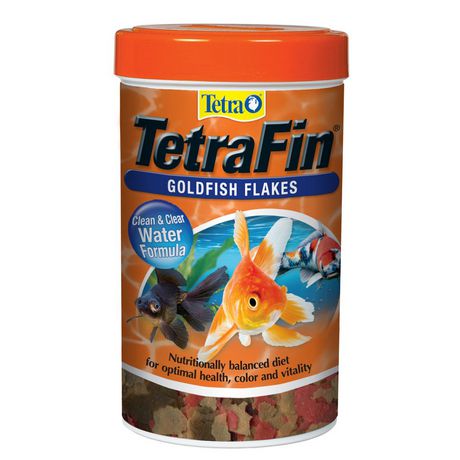 Tetra
TetraFin®
GOLDFISH FLAKES
Clean & Clear
Water
Formula
Nutritionally balanced diet
for optimal health, color and vitality